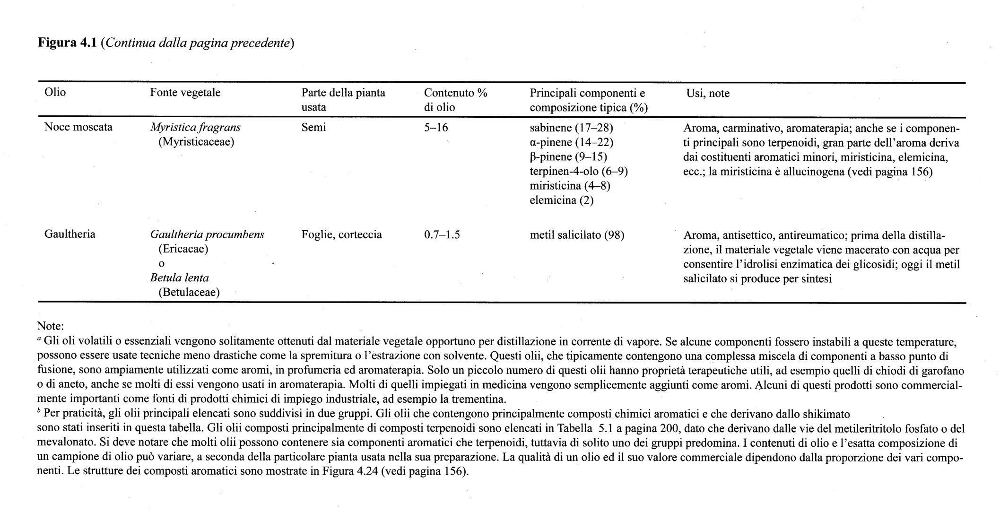 Figura 4.1 (Continua dalla pagina precedente)
Olio Fonte vegetale Parte della pianta usata Contenuto % di olio Principali componenti e composizione tipica (%) Usi, note
Noce moscata
Myristica fragrans
(Myristicaceae)
Semi
5–16
sabinene (17–28)
α-pinene (14–22)
β-pinene (9–15)
terpinen-4-olo (6–9)
miristicina (4–8)
elemicina (2)
Aroma, carminativo, aromaterapia; anche se i componen-
ti principali sono terpenoidi, gran parte dell'aroma deriva
dai costituenti aromatici minori, miristicina, elemicina,
ecc.; la miristicina è allucinogena (vedi pagina 156)
Gaultheria
Gaultheria procumbens
(Ericacae)
o
Betula lenta
(Betulaceae)
Foglie, corteccia
0.7–1.5
metil salicilato (98)
Aroma, antisettico, antireumatico; prima della distilla-
zione, il materiale vegetale viene macerato con acqua per
consentire l'idrolisi enzimatica dei glicosidi; oggi il metil
salicilato si produce per sintesi
Note:
a Gli oli volatili o essenziali vengono solitamente ottenuti dal materiale vegetale opportuno per distillazione in corrente di vapore. Se alcune componenti fossero instabili a queste temperature,
possono essere usate tecniche meno drastiche come la spremitura o l'estrazione con solvente. Questi olii, che tipicamente contengono una complessa miscela di componenti a basso punto di
fusione, sono ampiamente utilizzati come aromi, in profumeria ed aromaterapia. Solo un piccolo numero di questi olii hanno proprietà terapeutiche utili, ad esempio quelli di chiodi di garofano
o di aneto, anche se molti di essi vengono usati in aromaterapia. Molti di quelli impiegati in medicina vengono semplicemente aggiunti come aromi. Alcuni di questi prodotti sono commercial-
mente importanti come fonti di prodotti chimici di impiego industriale, ad esempio la trementina.
b Per praticità, gli olii principali elencati sono suddivisi in due gruppi. Gli olii che contengono principalmente composti chimici aromatici e che derivano dallo shikimato
sono stati inseriti in questa tabella. Gli olii composti principalmente di composti terpenoidi sono elencati in Tabella 5.1 a pagina 200, dato che derivano dalle vie del metileritritolo fosfato o del
mevalonato. Si deve notare che molti olii possono contenere sia componenti aromatici che terpenoidi, tuttavia di solito uno dei gruppi predomina. I contenuti di olio e l'esatta composizione di
un campione di olio può variare, a seconda della particolare pianta usata nella sua preparazione. La qualità di un olio ed il suo valore commerciale dipendono dalla proporzione dei vari compo-
nenti. Le strutture dei composti aromatici sono mostrate in Figura 4.24 (vedi pagina 156).